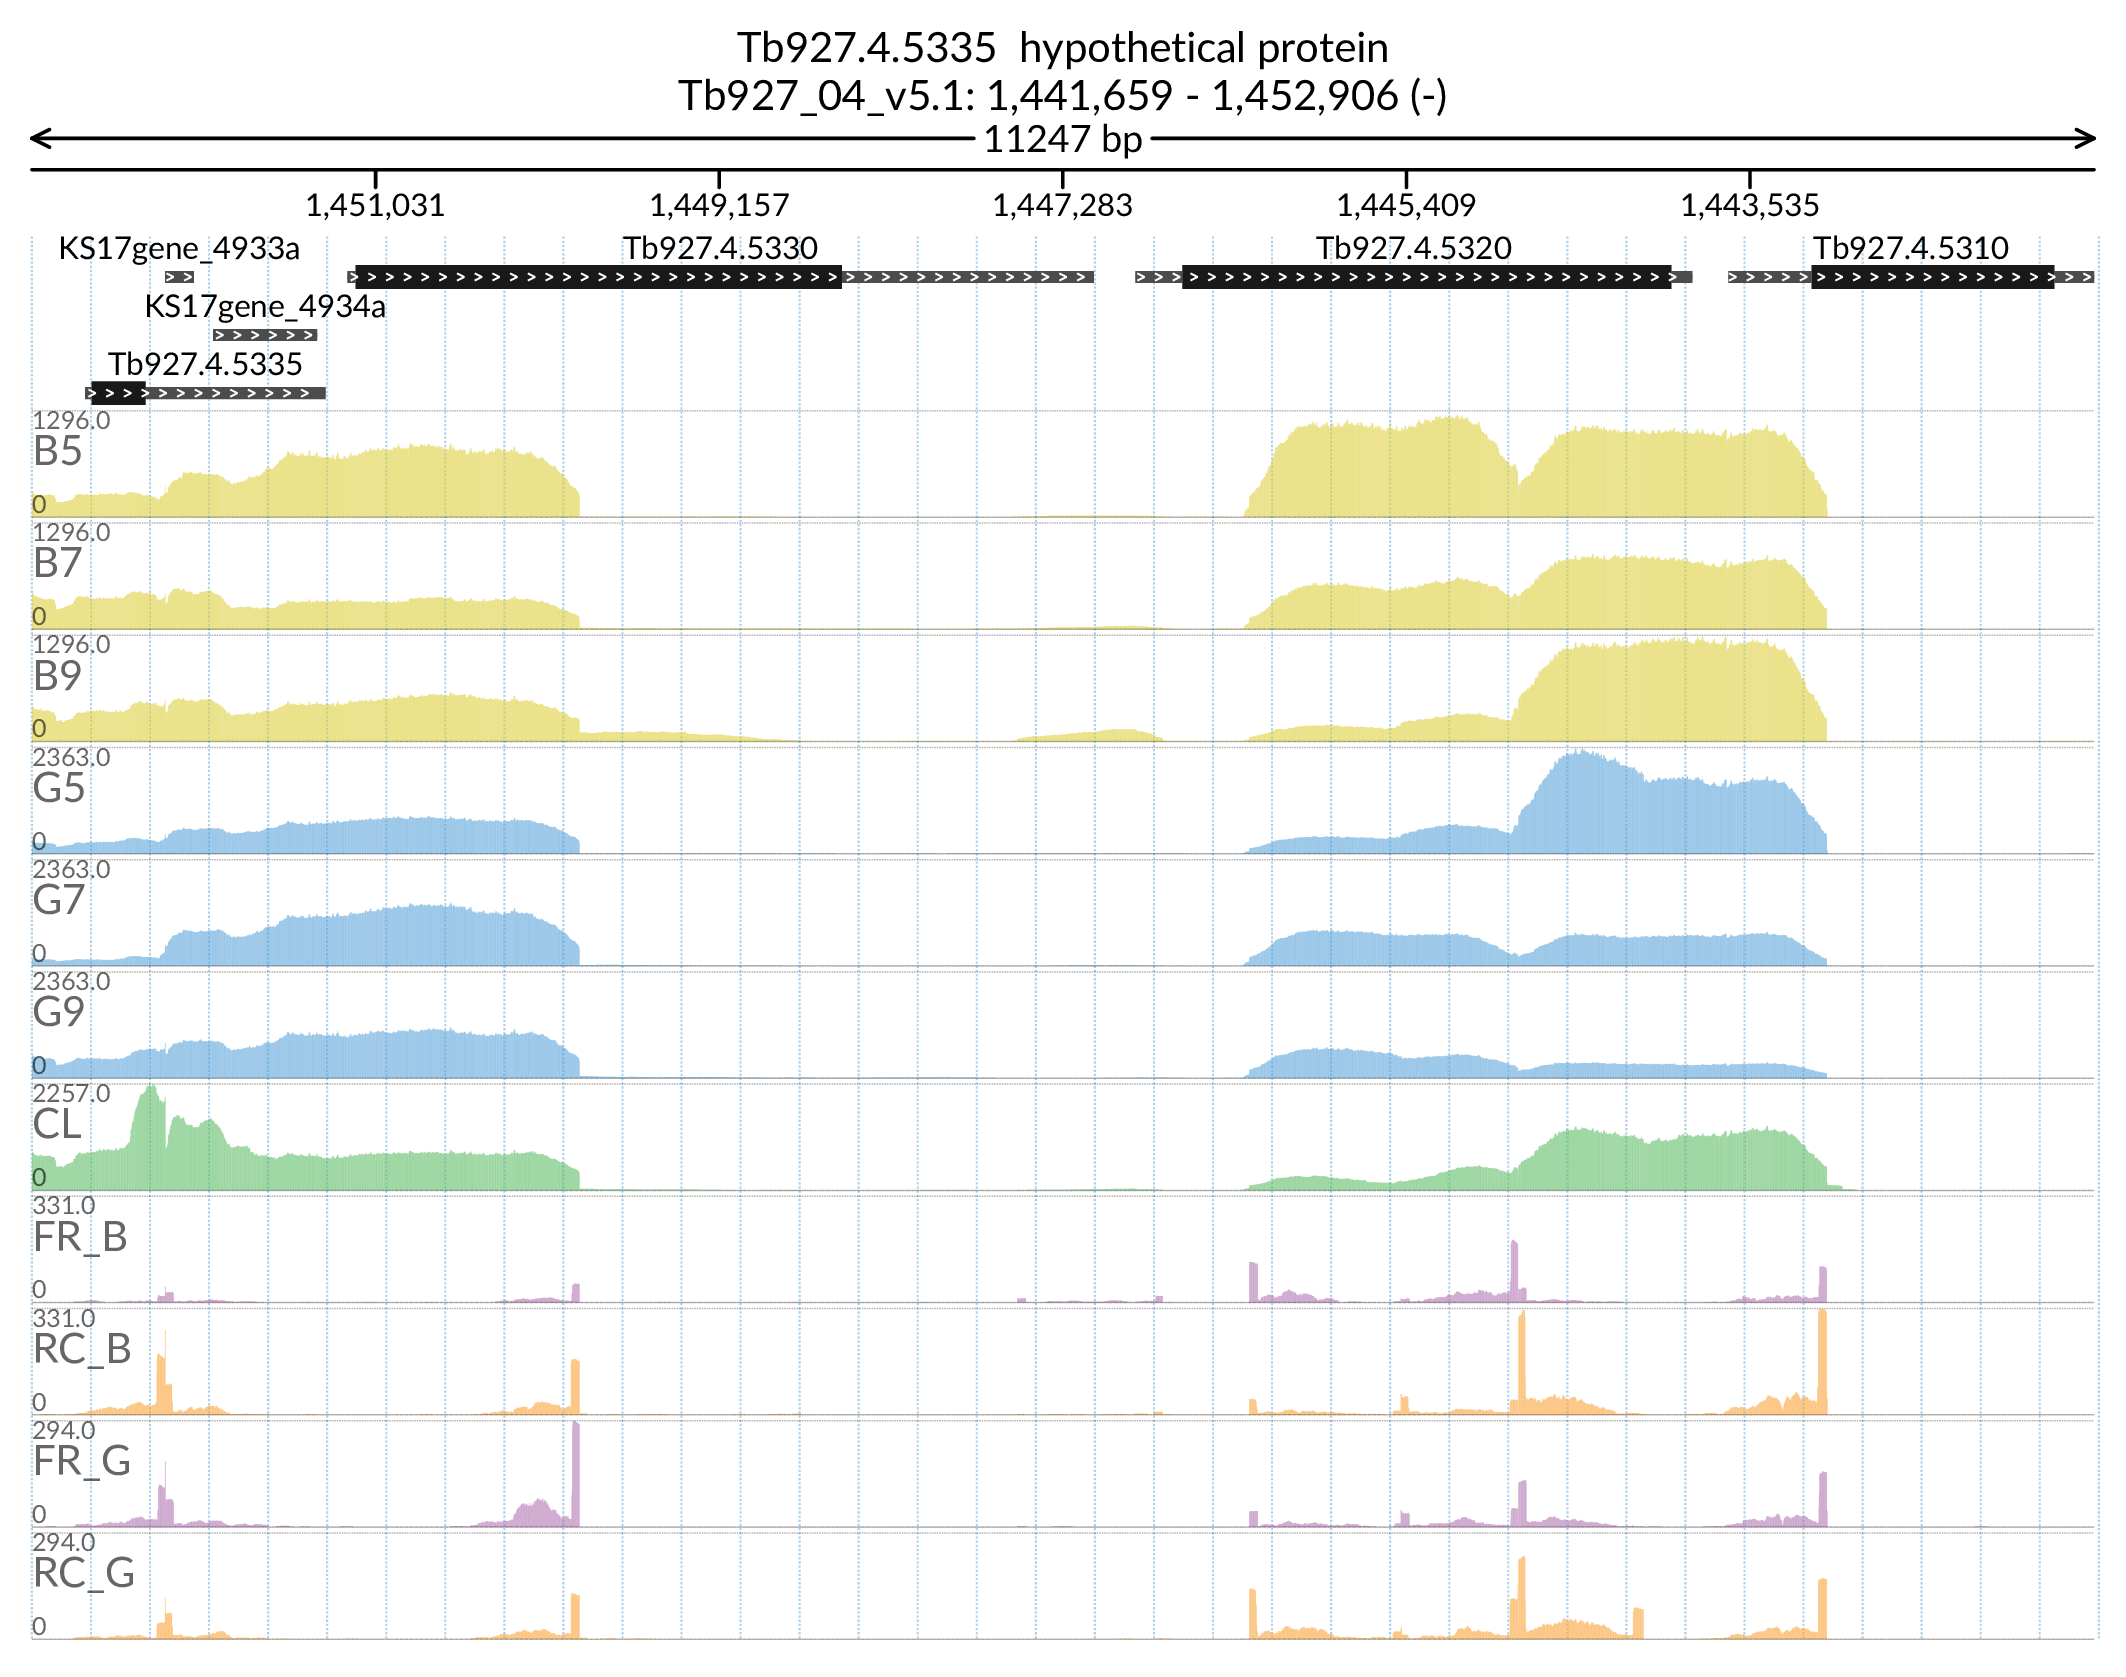 Tb927.4.5335 hypothetical protein
Tb927_04_v5.1: 1,441,659 - 1,452,906 (-)
11247 bp
1,451,031 1,449,157 1,447,283 1,445,409 1,443,535
KS17gene_4933a Tb927.4.5330 Tb927.4.5320 Tb927.4.5310
KS17gene_4934a
Tb927.4.5335
1296.0
B5
0
1296.0
B7
0
1296.0
B9
0
2363.0
G5
0
2363.0
G7
0
2363.0
G9
0
2257.0
CL
0
331.0
FR_B
0
331.0
RC_B
0
294.0
FR_G
0
294.0
RC_G
0